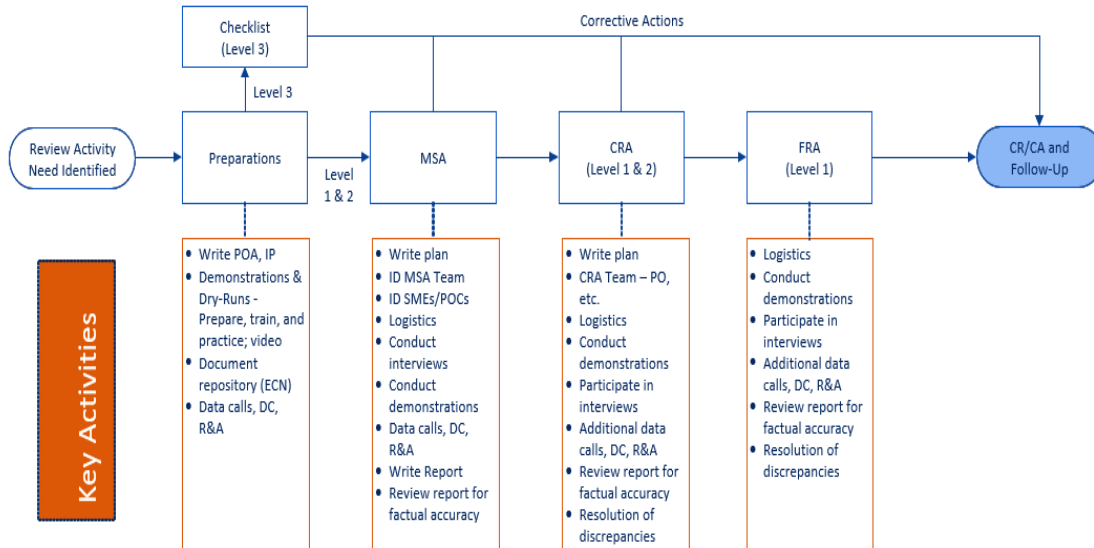 Checklist
(Level 3)
Corrective Actions
Level 3
Review Activity
Need Identified
Preparations
Level
1 & 2
MSA
CRA
(Level 1 & 2)
FRA
(Level 1)
CR/CA and
Follow-Up
Key Activities
• Write POA, IP
• Demonstrations &
Dry-Runs -
Prepare, train, and
practice; video
• Document
repository (ECN)
• Data calls, DC,
R&A
• Write plan
• ID MSA Team
• ID SMEs/POCs
• Logistics
• Conduct
interviews
• Conduct
demonstrations
• Data calls, DC,
R&A
• Write Report
• Review report for
factual accuracy
• Write plan
• CRA Team – PO,
etc.
• Logistics
• Conduct
demonstrations
• Participate in
interviews
• Additional data
calls, DC, R&A
• Review report for
factual accuracy
• Resolution of
discrepancies
• Logistics
• Conduct
demonstrations
• Participate in
interviews
• Additional data
calls, DC, R&A
• Review report for
factual accuracy
• Resolution of
discrepancies